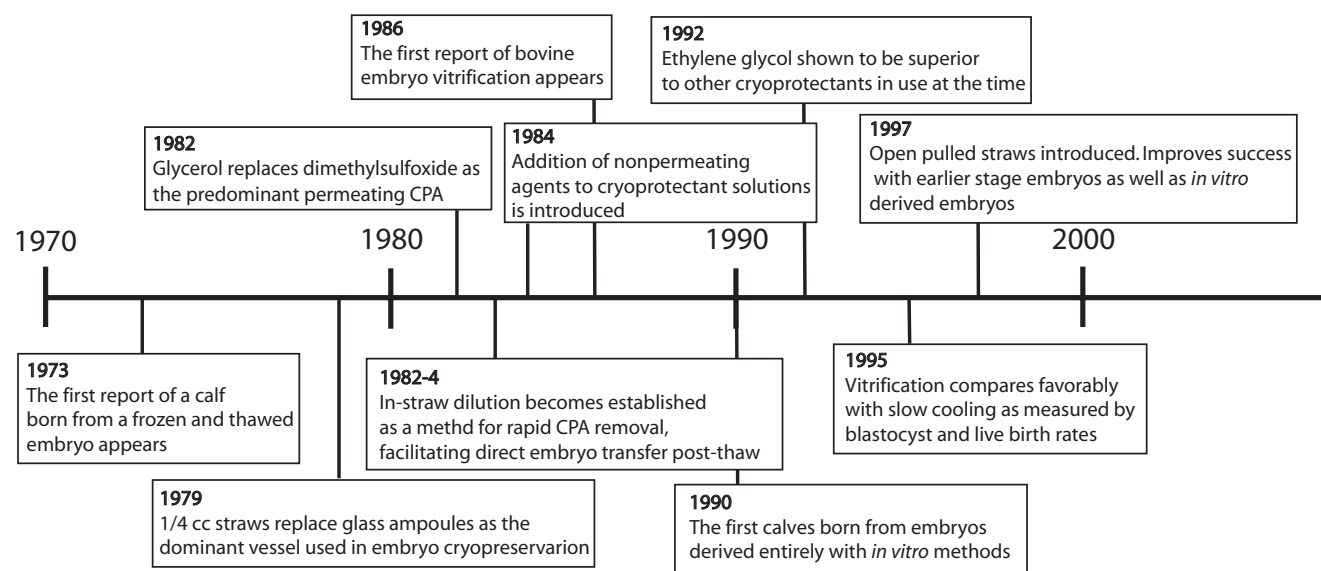 1986
The first report of bovine
embryo vitrification appears
1992
Ethylene glycol shown to be superior
to other cryoprotectants in use at the time
1982
Glycerol replaces dimethylsulfoxide as
the predominant permeating CPA
1984
Addition of nonpermeating
agents to cryoprotectant solutions
is introduced
1997
Open pulled straws introduced. Improves success
with earlier stage embryos as well as in vitro
derived embryos
1970
1980
1990
2000
1973
The first report of a calf
born from a frozen and thawed
embryo appears
1982-4
In-straw dilution becomes established
as a methd for rapid CPA removal,
facilitating direct embryo transfer post-thaw
1995
Vitrification compares favorably
with slow cooling as measured by
blastocyst and live birth rates
1979
1/4 cc straws replace glass ampoules as the
dominant vessel used in embryo cryopreservarion
1990
The first calves born from embryos
derived entirely with in vitro methods